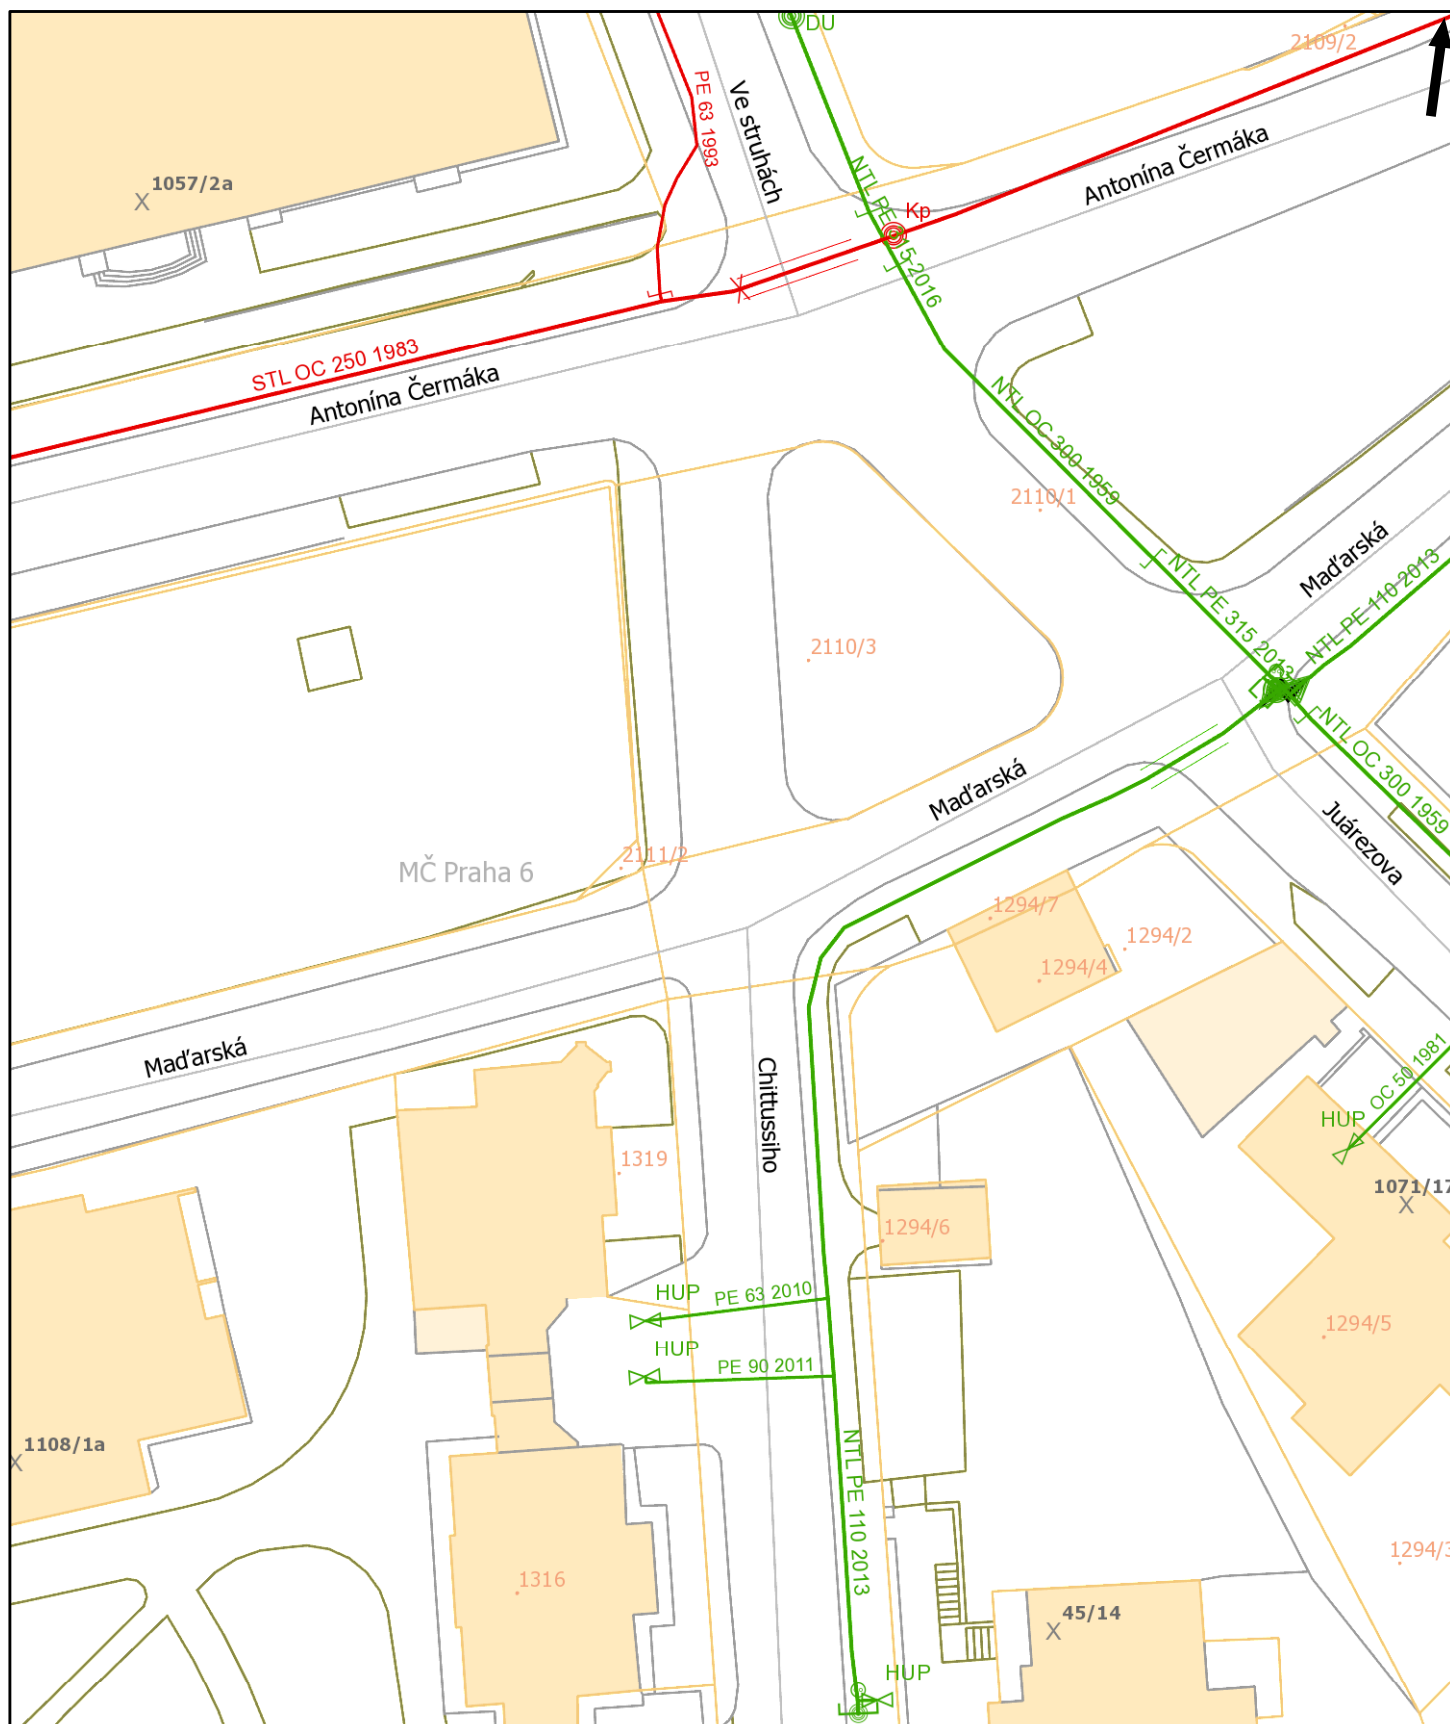 DU
2109/2
PE 63 1993
Ve struhách
Antonína Čermáka
1057/2a
Kp
NTL PE 315 2016
STL OC 250 1983
Antonína Čermáka
NTL OC 300 1959
2110/1
Maďarská
NTL PE 110 2013
NTL PE 315 2013
2110/3
NTL OC 300 1959
Maďarská
Juárezova
2111/2
MČ Praha 6
1294/7
1294/2
1294/4
Maďarská
OC 50 1981
Chittussiho
HUP
1319
1071/17
1294/6
HUP
PE 63 2010
1294/5
HUP
PE 90 2011
1108/1a
NTL PE 110 2013
1294/3
1316
45/14
HUP